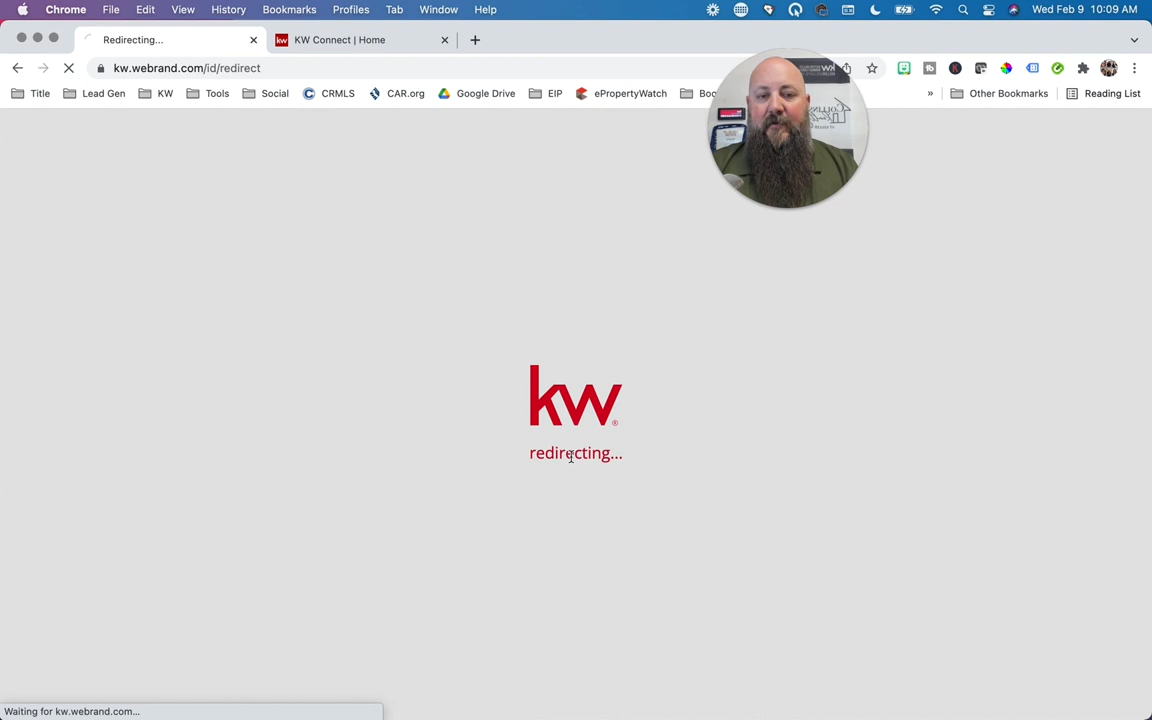 Chrome File Edit View History Bookmarks Profiles Tab Window Help Wed Feb 9 10:09 AM
Redirecting... KW Connect | Home
kw.webrand.com/id/redirect
Title Lead Gen KW Tools Social CRMLS CAR.org Google Drive EIP ePropertyWatch » Other Bookmarks Reading List
kw
redirecting...
Waiting for kw.webrand.com...